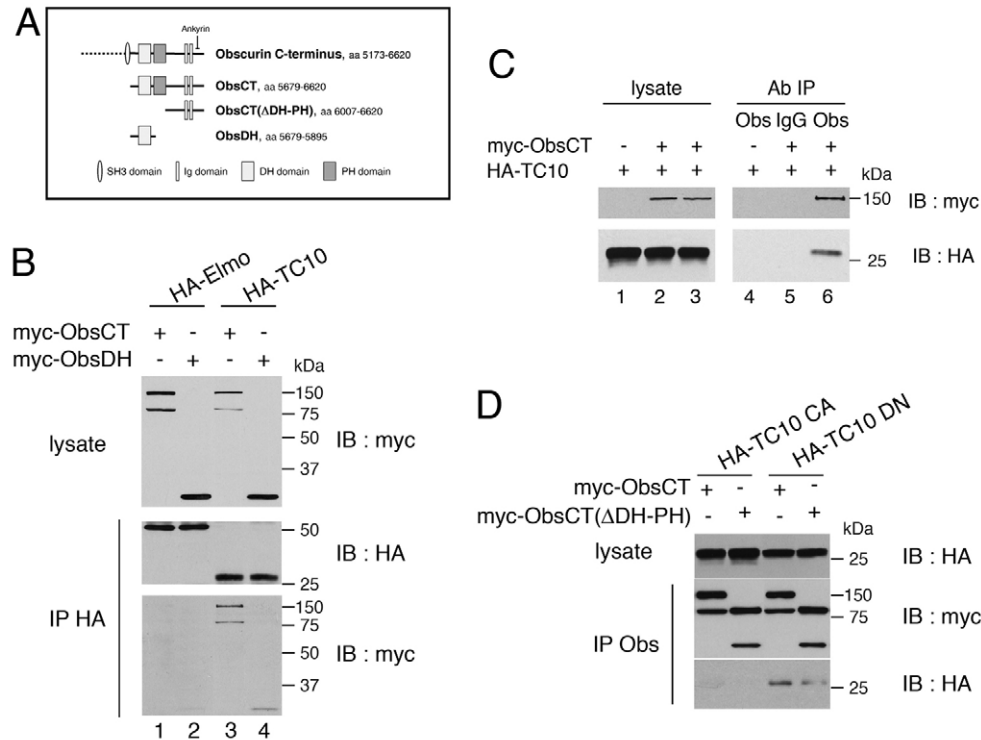 A
Ankyrin
Obscurin C-terminus, aa 5173-6620
ObsCT, aa 5679-6620
ObsCT(ΔDH-PH), aa 6007-6620
ObsDH, aa 5679-5895
SH3 domain Ig domain DH domain PH domain
B
HA-Elmo HA-TC10
myc-ObsCT + - + -
myc-ObsDH - + - +
kDa
lysate
150
75
50
37
IB : myc
IP HA
50
25
IB : HA
150
75
50
37
IB : myc
1 2 3 4
C
lysate Ab IP
Obs IgG Obs
myc-ObsCT - + + - + +
HA-TC10 + + + + + +
kDa
150 IB : myc
25 IB : HA
1 2 3 4 5 6
D
HA-TC10 CA HA-TC10 DN
myc-ObsCT + - + -
myc-ObsCT(ΔDH-PH) - + - +
kDa
lysate 25 IB : HA
IP Obs
150
75
IB : myc
25 IB : HA